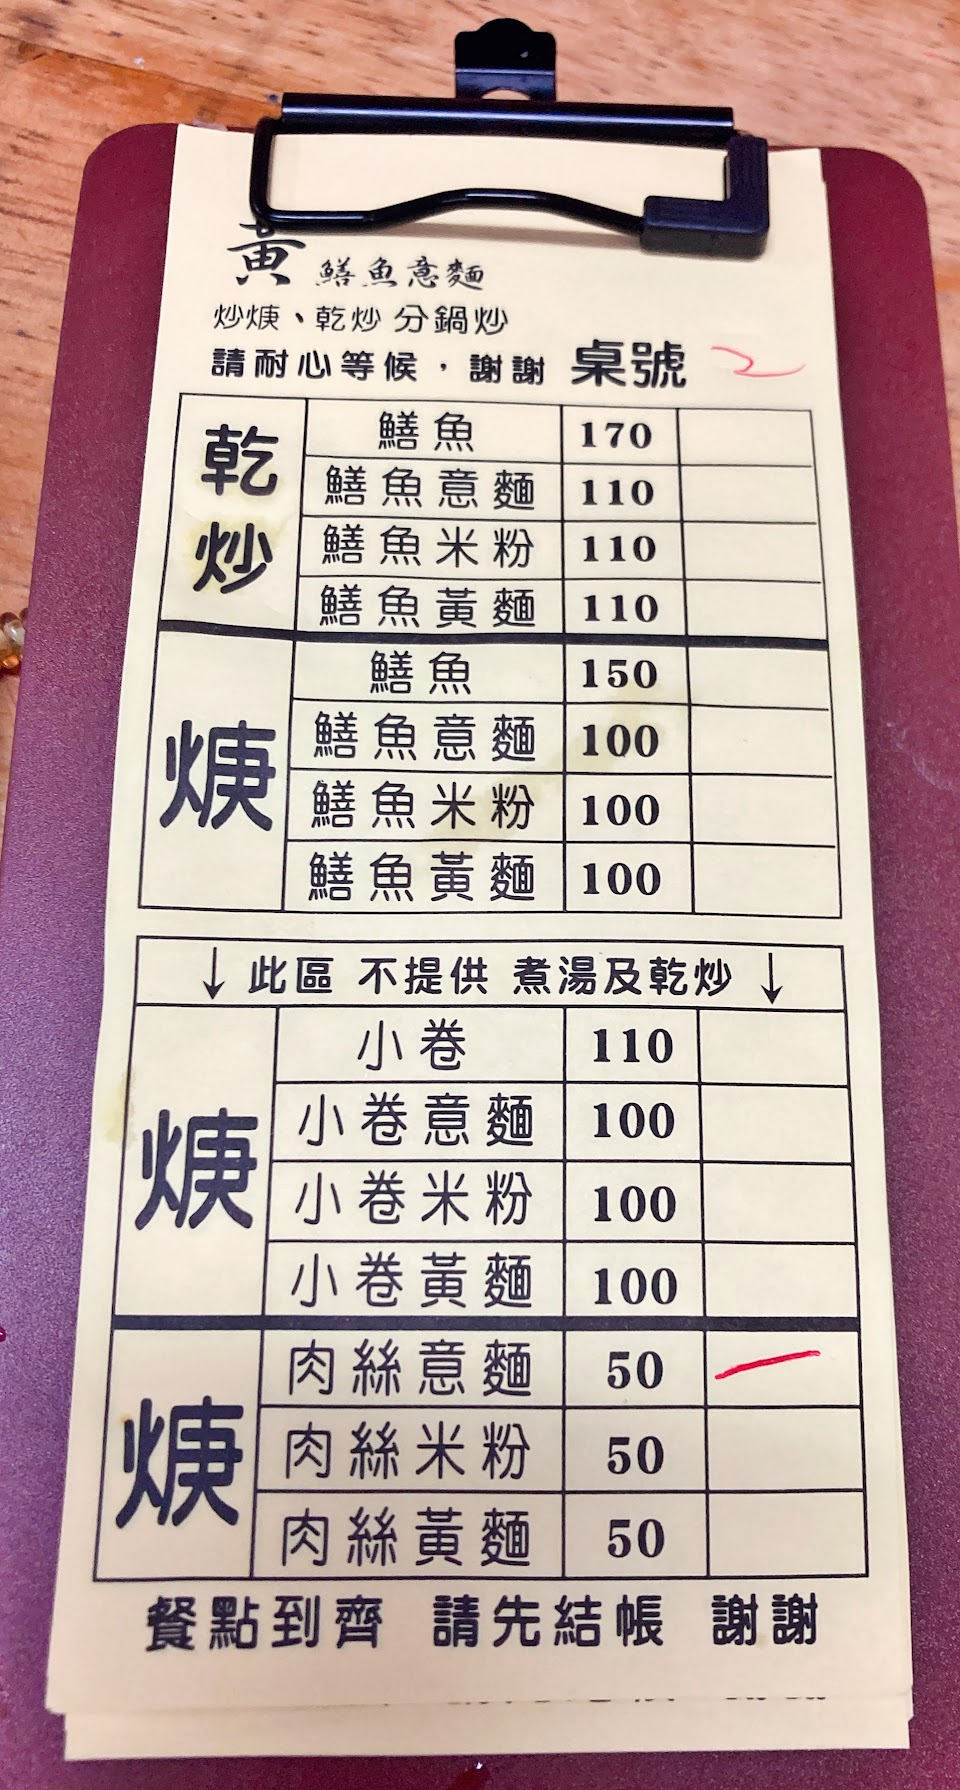 黃 鱔魚意麵
炒焿、乾炒 分鍋炒
請耐心等候，謝謝 桌號 2
乾炒
鱔魚 170
鱔魚意麵 110
鱔魚米粉 110
鱔魚黃麵 110
焿
鱔魚 150
鱔魚意麵 100
鱔魚米粉 100
鱔魚黃麵 100
↓ 此區 不提供 煮湯及乾炒 ↓
焿
小卷 110
小卷意麵 100
小卷米粉 100
小卷黃麵 100
焿
肉絲意麵 50
肉絲米粉 50
肉絲黃麵 50
餐點到齊 請先結帳 謝謝